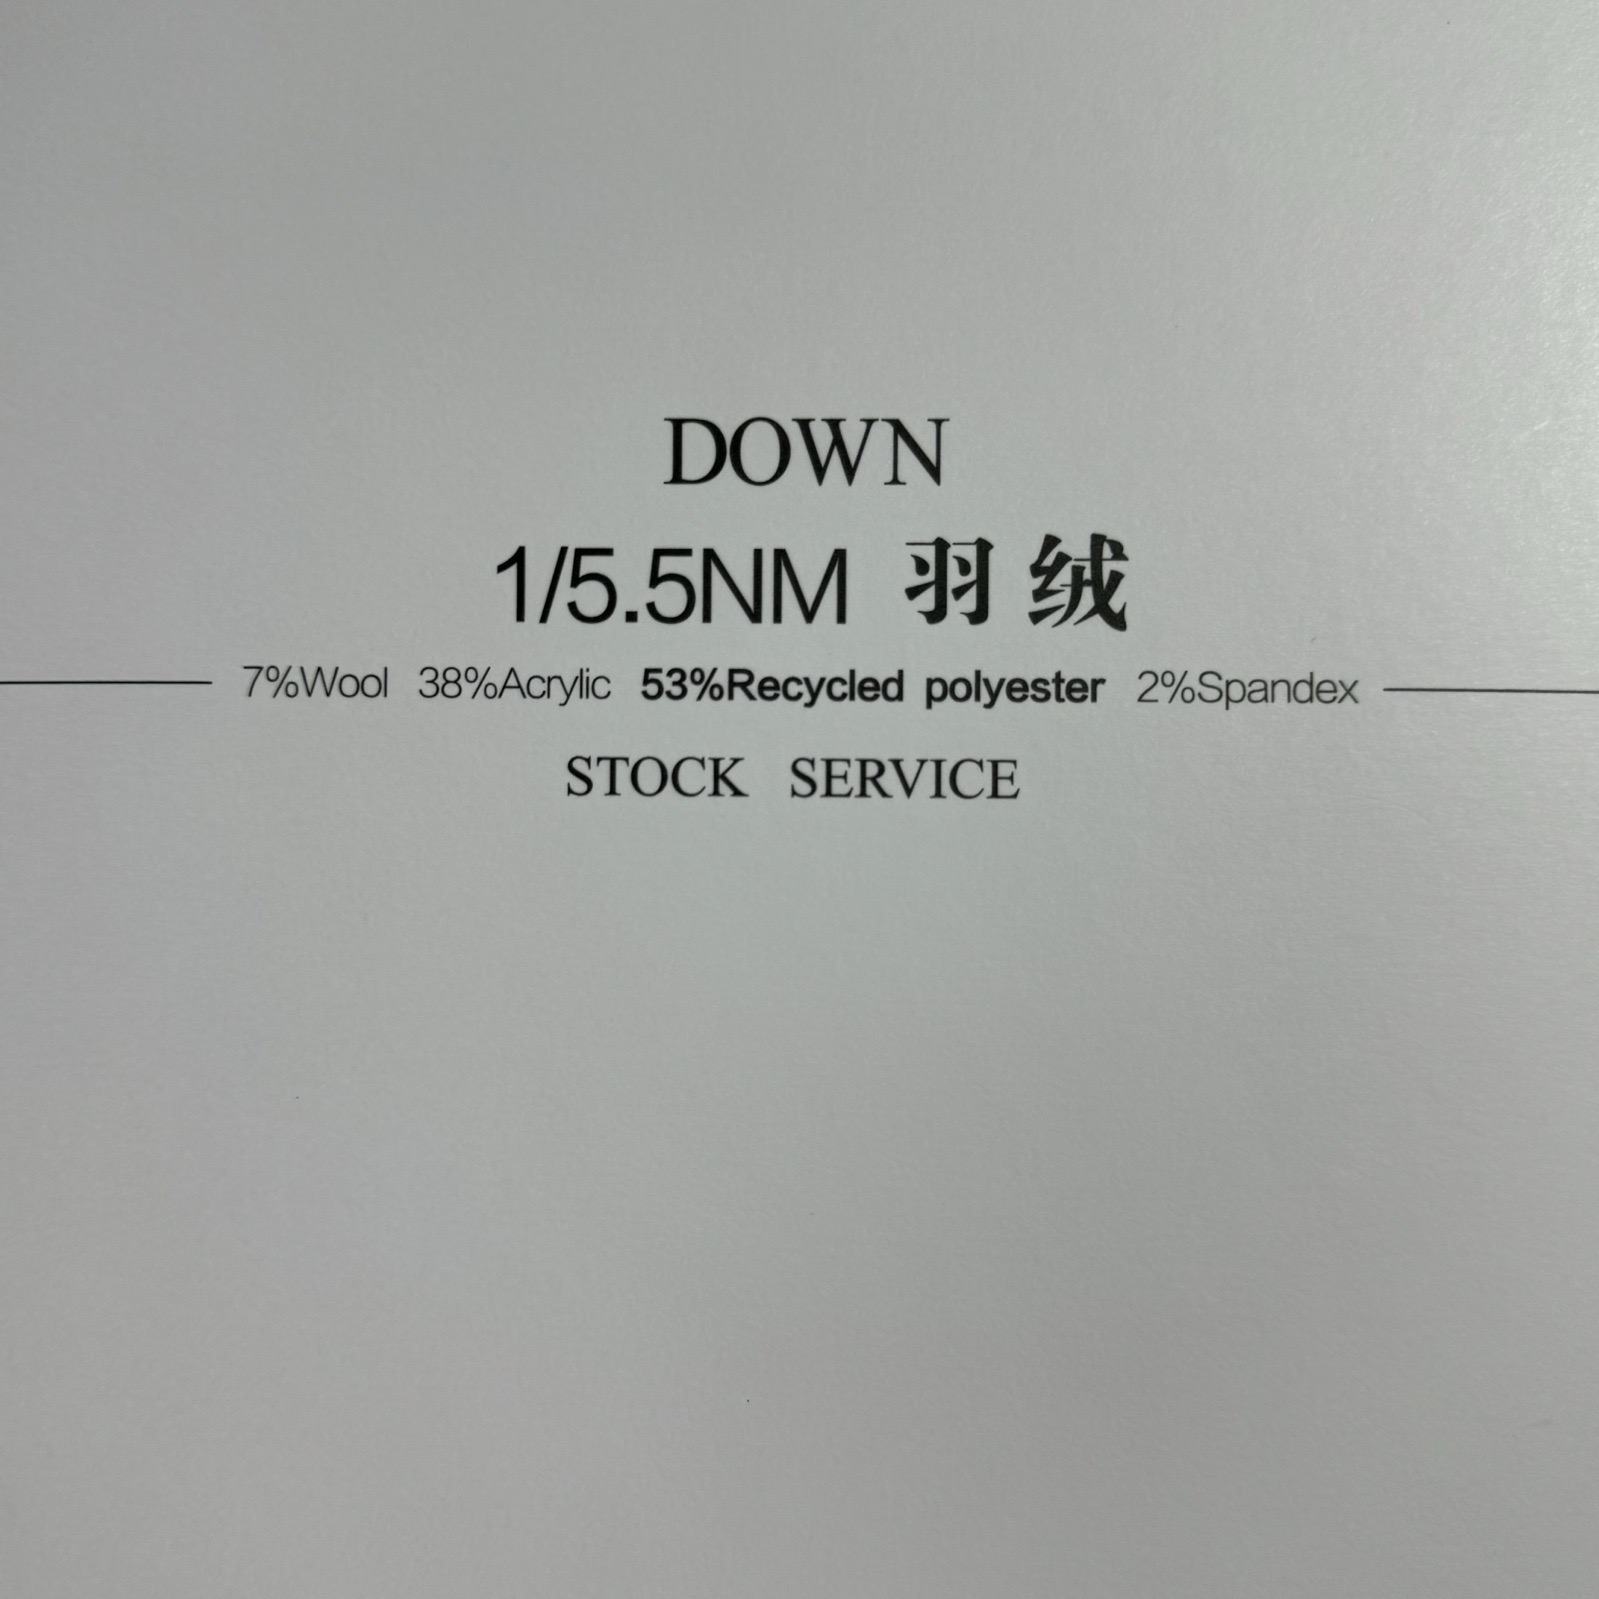 DOWN
1/5.5NM 羽绒
7%Wool 38%Acrylic 53%Recycled polyester 2%Spandex
STOCK SERVICE